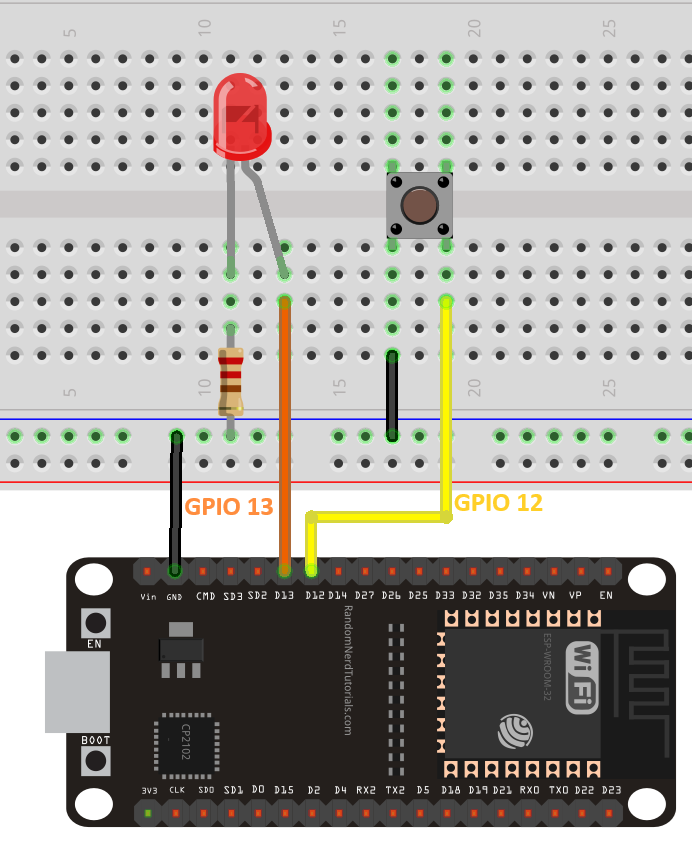 5 10 15 20 25
5 10 15 20 25
GPIO 13
GPIO 12
Vin GND CMD SD3 SD2 D13 D12 D14 D27 D26 D25 D33 D32 D35 D34 VN VP EN
EN
RandomNerdTutorials.com
ESP-WROOM-32
WiFi
CP2102
BOOT
3V3 CLK SD0 SD1 D0 D15 D2 D4 RX2 TX2 D5 D18 D19 D21 RX0 TX0 D22 D23